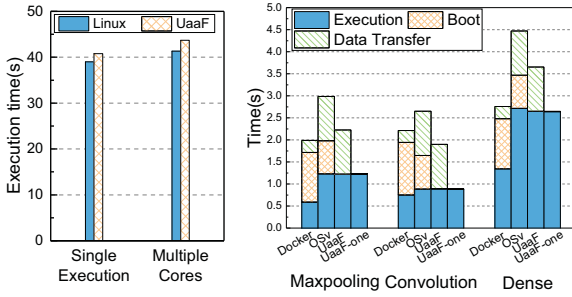 Linux UaaF
Execution time(s)
50
40
30
20
10
0
Single Execution
Multiple Cores
Execution Boot
Data Transfer
Time(s)
5.0
4.5
4.0
3.5
3.0
2.5
2.0
1.5
1.0
0.5
0.0
Docker OSv UaaF UaaF-one
Docker OSv UaaF UaaF-one
Docker OSv UaaF UaaF-one
Maxpooling Convolution Dense